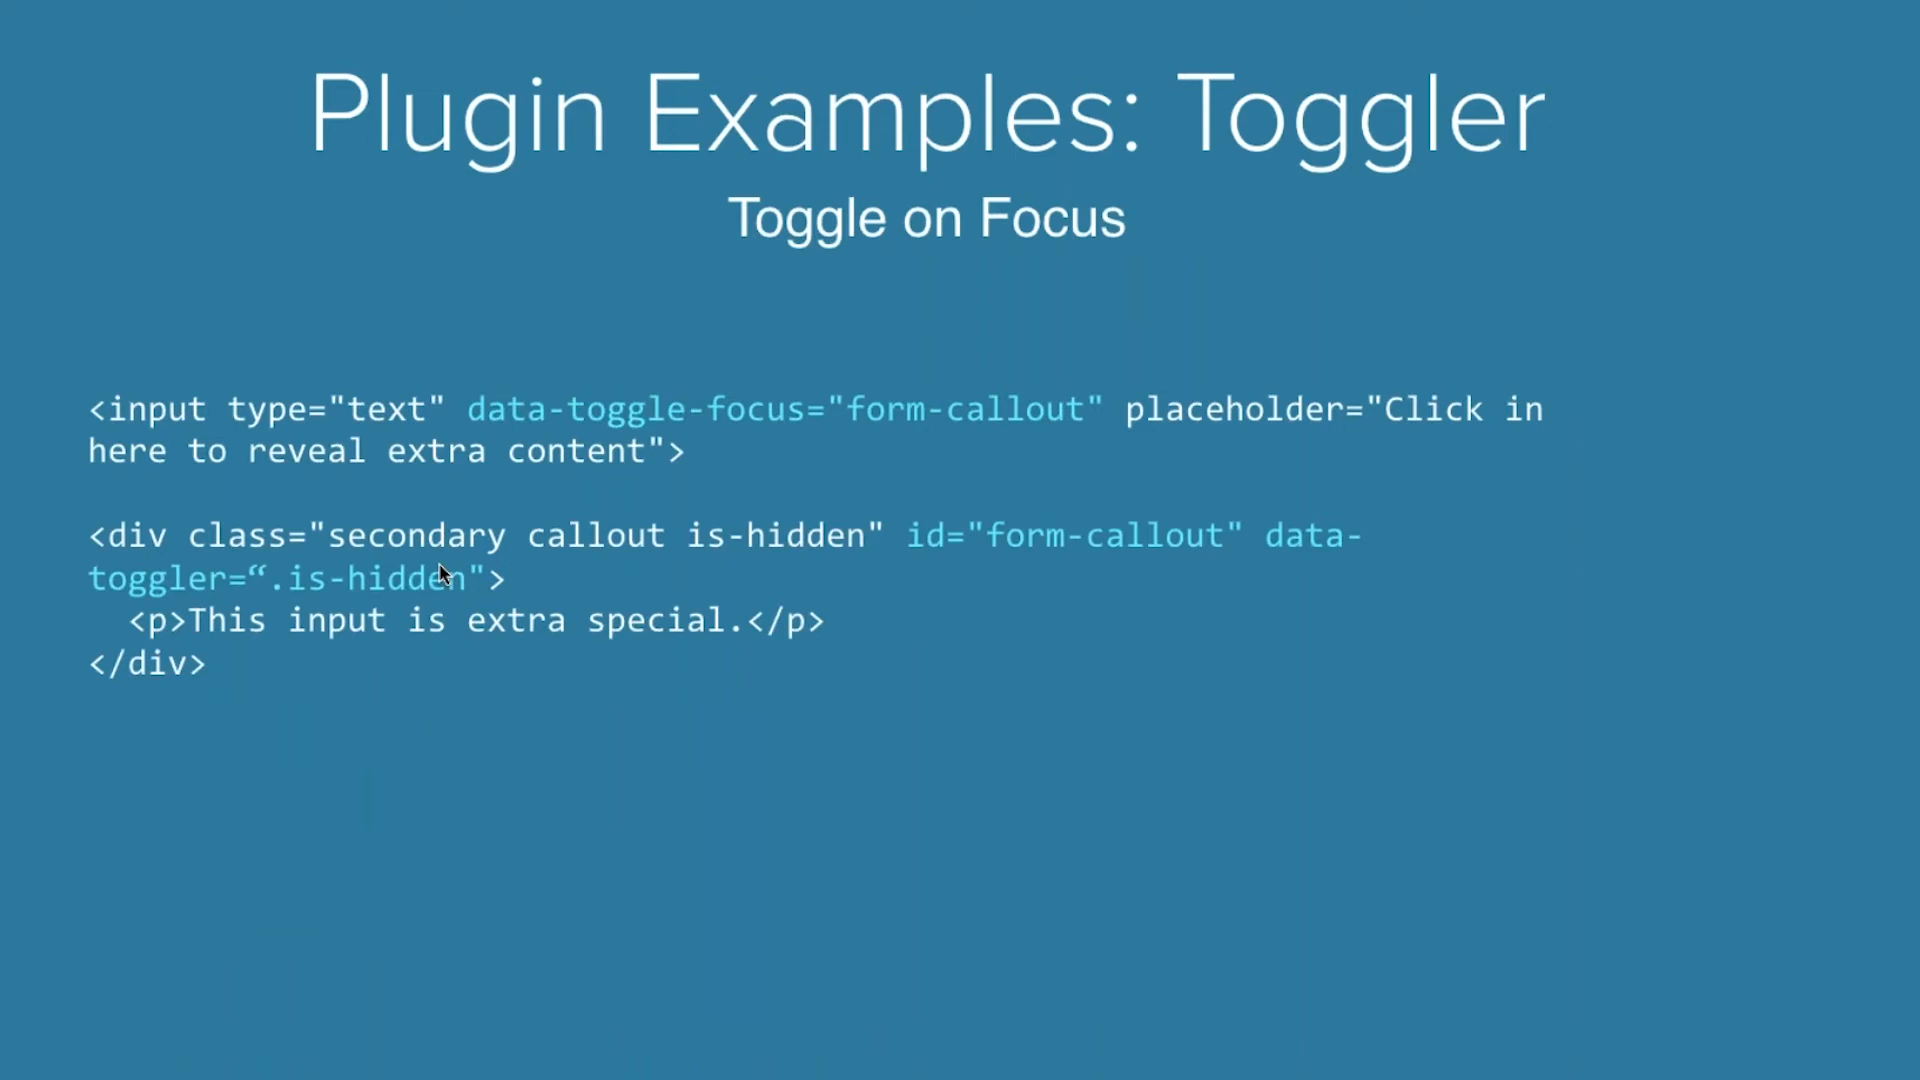 Plugin Examples: Toggler
Toggle on Focus
<input type="text" data-toggle-focus="form-callout" placeholder="Click in
here to reveal extra content">
<div class="secondary callout is-hidden" id="form-callout" data-
toggler=“.is-hidden">
<p>This input is extra special.</p>
</div>